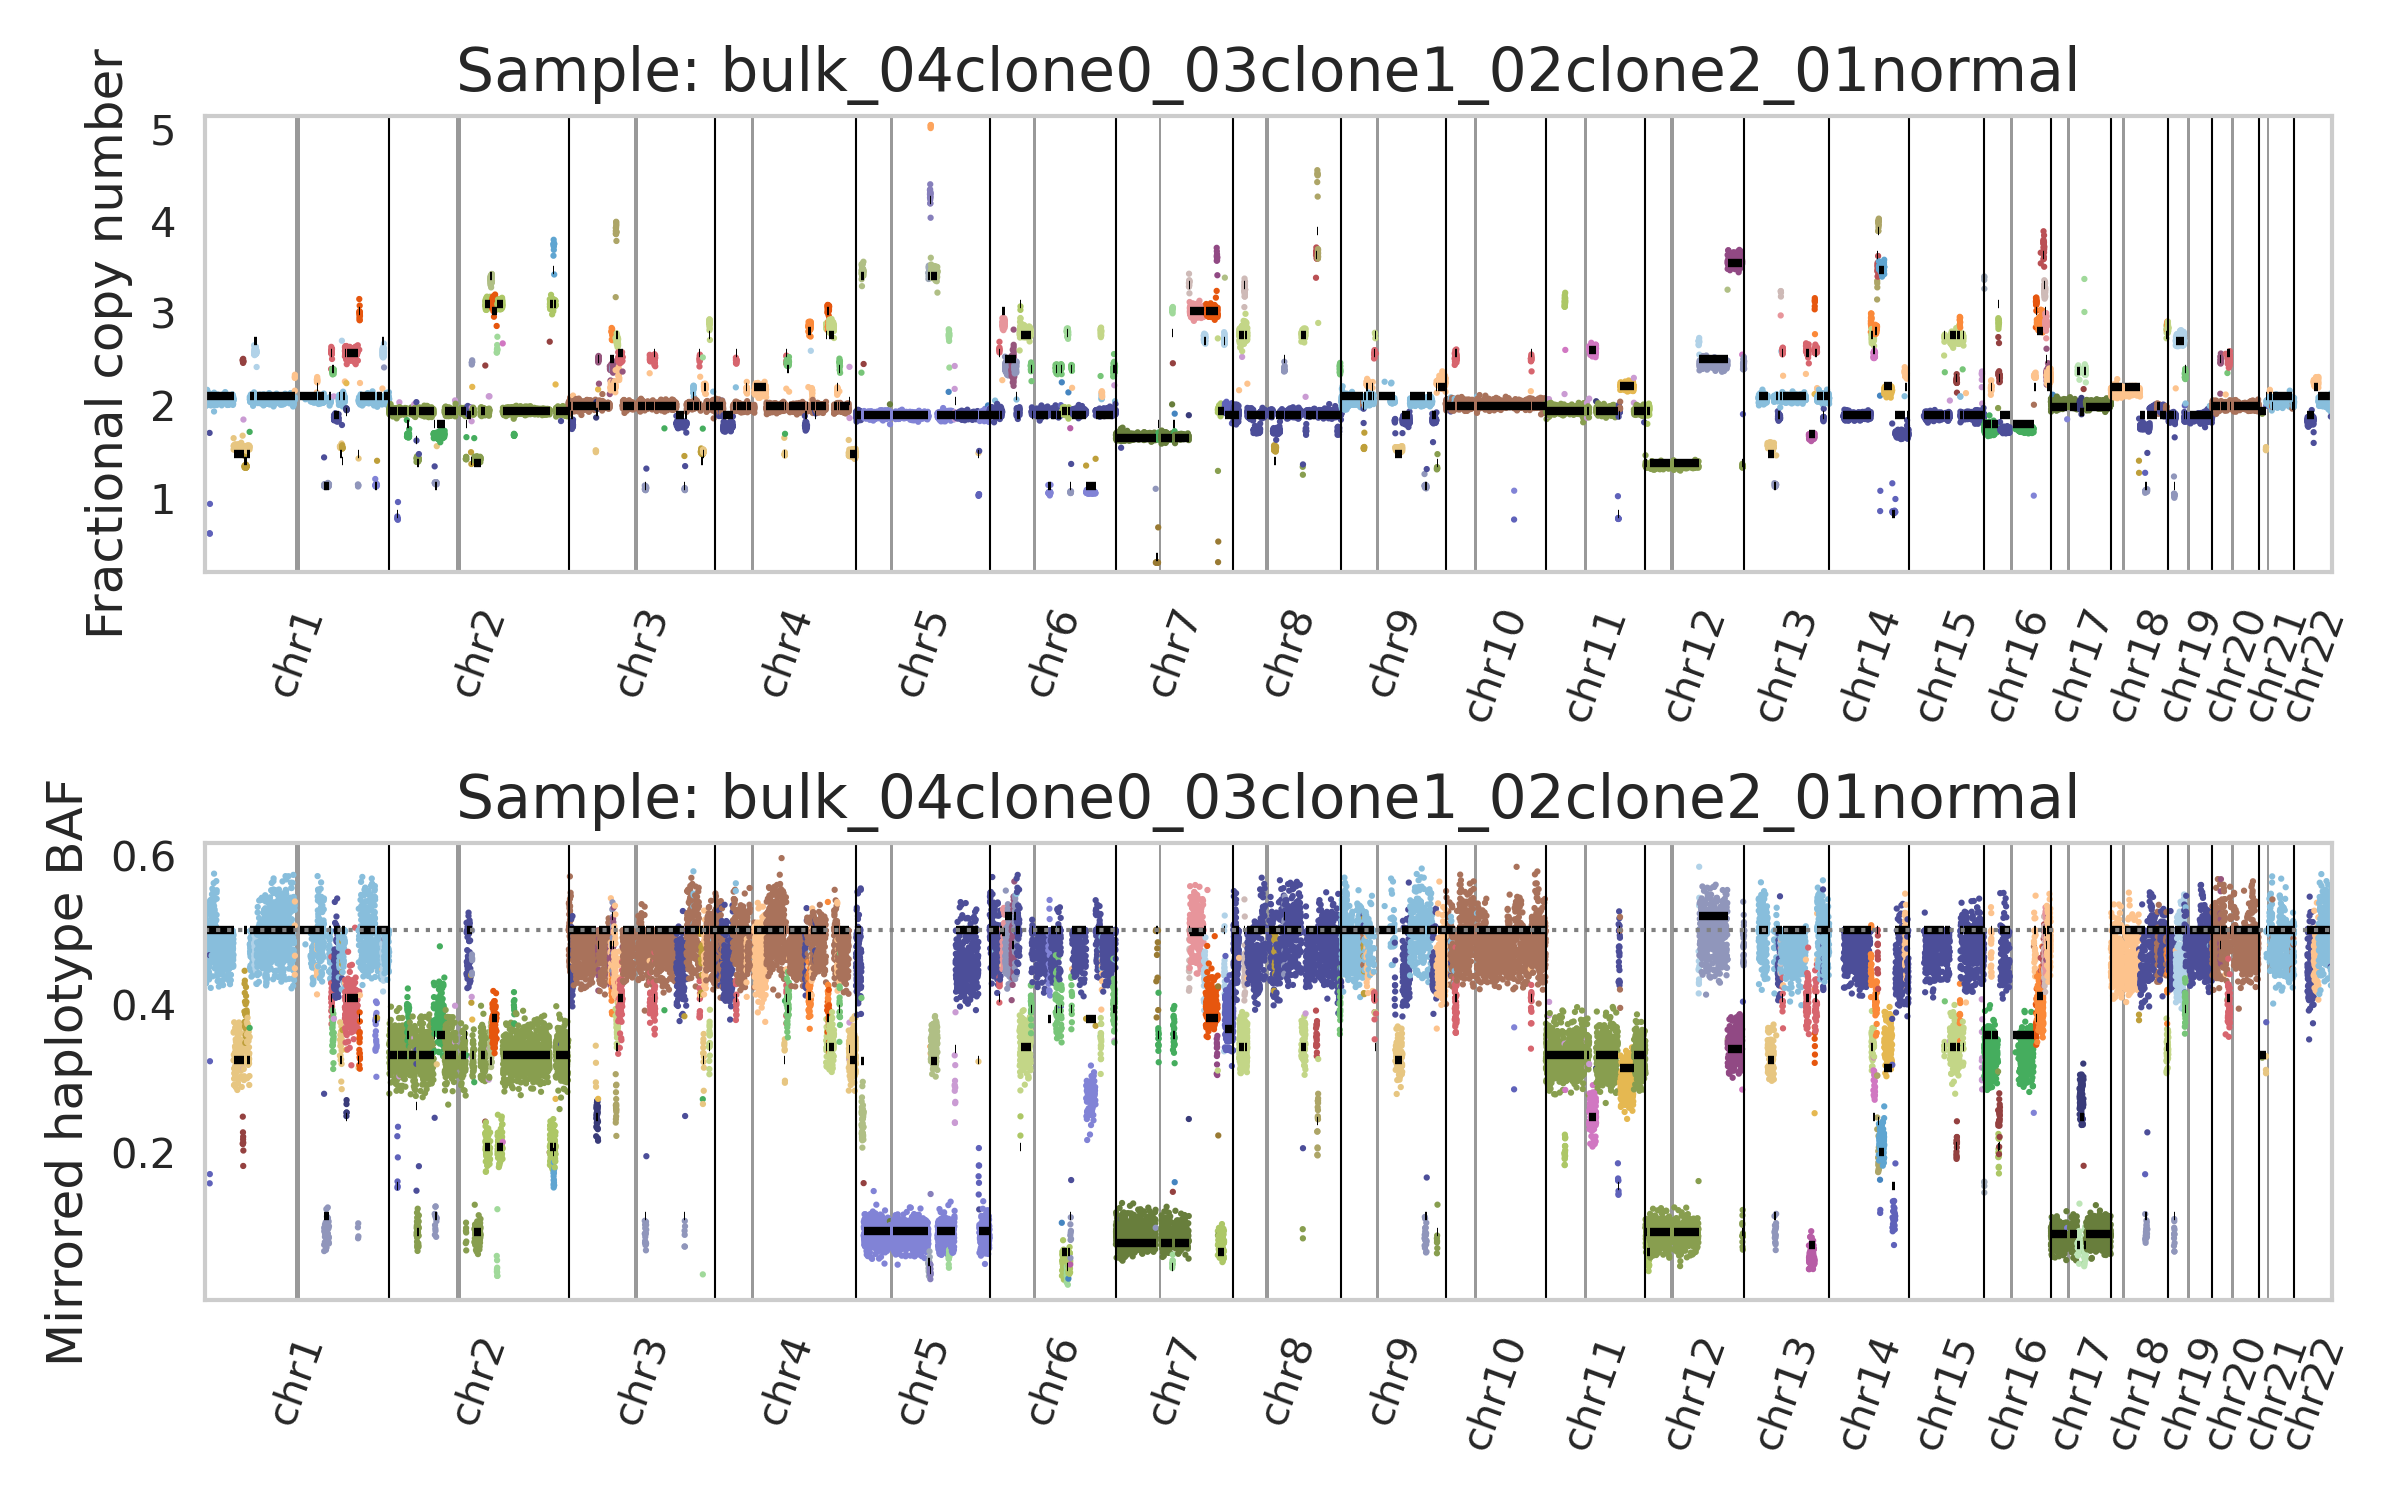 Sample: bulk_04clone0_03clone1_02clone2_01normal
Fractional copy number
5
4
3
2
1
chr1 chr2 chr3 chr4 chr5 chr6 chr7 chr8 chr9 chr10 chr11 chr12 chr13 chr14 chr15 chr16 chr17 chr18 chr19 chr20 chr21 chr22
Sample: bulk_04clone0_03clone1_02clone2_01normal
Mirrored haplotype BAF
0.6
0.4
0.2
chr1 chr2 chr3 chr4 chr5 chr6 chr7 chr8 chr9 chr10 chr11 chr12 chr13 chr14 chr15 chr16 chr17 chr18 chr19 chr20 chr21 chr22